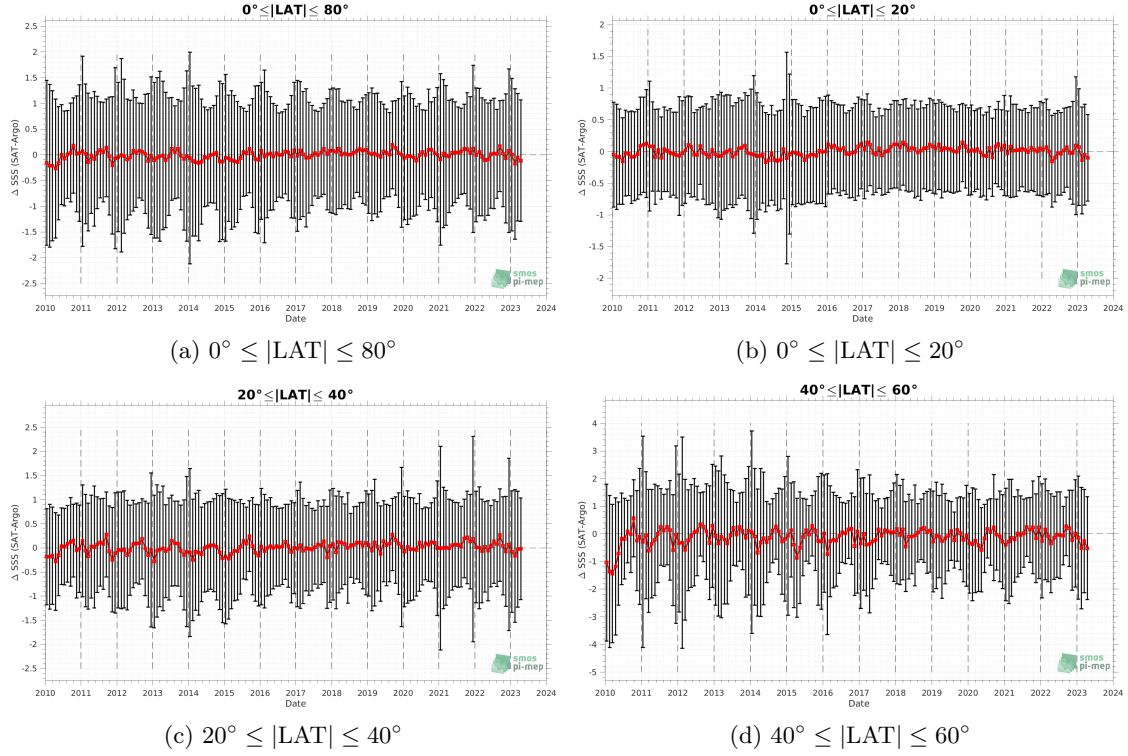 0°≤|LAT|≤ 80°
2.5
2
1.5
1
0.5
0
-0.5
-1
-1.5
-2
-2.5
Δ SSS (SAT-Argo)
2010 2011 2012 2013 2014 2015 2016 2017 2018 2019 2020 2021 2022 2023 2024
Date
smos
pi-mep
(a) 0° ≤ |LAT| ≤ 80°
0°≤|LAT|≤ 20°
2
1.5
1
0.5
0
-0.5
-1
-1.5
-2
Δ SSS (SAT-Argo)
2010 2011 2012 2013 2014 2015 2016 2017 2018 2019 2020 2021 2022 2023 2024
Date
smos
pi-mep
(b) 0° ≤ |LAT| ≤ 20°
20°≤|LAT|≤ 40°
2.5
2
1.5
1
0.5
0
-0.5
-1
-1.5
-2
-2.5
Δ SSS (SAT-Argo)
2010 2011 2012 2013 2014 2015 2016 2017 2018 2019 2020 2021 2022 2023 2024
Date
smos
pi-mep
(c) 20° ≤ |LAT| ≤ 40°
40°≤|LAT|≤ 60°
4
3
2
1
0
-1
-2
-3
-4
-5
Δ SSS (SAT-Argo)
2010 2011 2012 2013 2014 2015 2016 2017 2018 2019 2020 2021 2022 2023 2024
Date
smos
pi-mep
(d) 40° ≤ |LAT| ≤ 60°